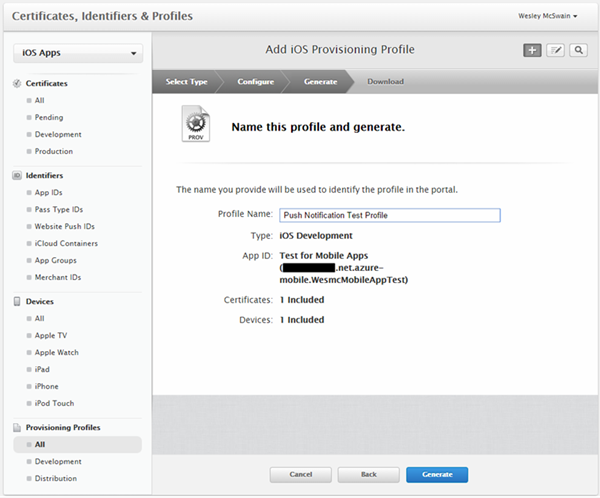 Certificates, Identifiers & Profiles
Wesley McSwain
iOS Apps
Certificates
All
Pending
Development
Production
ID
Identifiers
App IDs
Pass Type IDs
Website Push IDs
iCloud Containers
App Groups
Merchant IDs
Devices
All
Apple TV
Apple Watch
iPad
iPhone
iPod Touch
Provisioning Profiles
All
Development
Distribution
Add iOS Provisioning Profile
Select Type
Configure
Generate
Download
PROV
Name this profile and generate.
The name you provide will be used to identify the profile in the portal.
Profile Name: Push Notification Test Profile
Type: iOS Development
App ID: Test for Mobile Apps
(.net.azure-
mobile.WesmcMobileAppTest)
Certificates: 1 Included
Devices: 1 Included
Cancel
Back
Generate